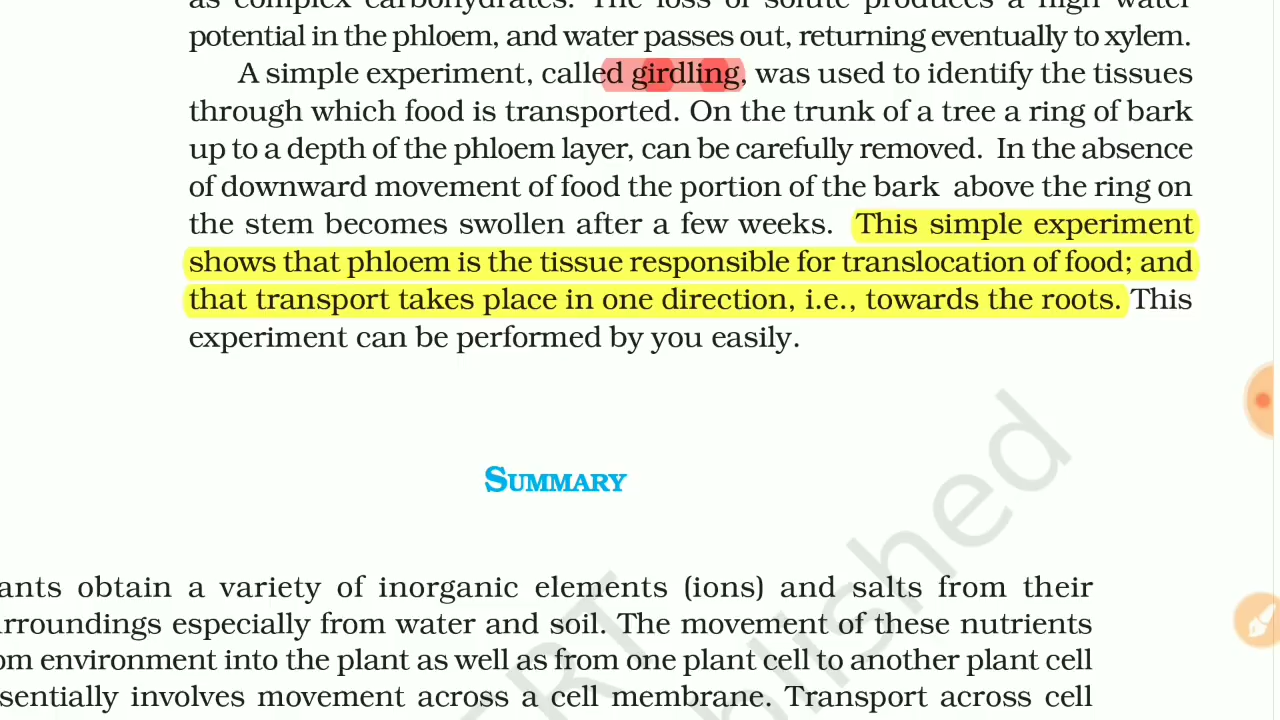 as complex carbohydrates. The loss of solute produces a high water
potential in the phloem, and water passes out, returning eventually to xylem.
A simple experiment, called girdling, was used to identify the tissues
through which food is transported. On the trunk of a tree a ring of bark
up to a depth of the phloem layer, can be carefully removed. In the absence
of downward movement of food the portion of the bark above the ring on
the stem becomes swollen after a few weeks. This simple experiment
shows that phloem is the tissue responsible for translocation of food; and
that transport takes place in one direction, i.e., towards the roots. This
experiment can be performed by you easily.
SUMMARY
ants obtain a variety of inorganic elements (ions) and salts from their
rroundings especially from water and soil. The movement of these nutrients
om environment into the plant as well as from one plant cell to another plant cell
sentially involves movement across a cell membrane. Transport across cell